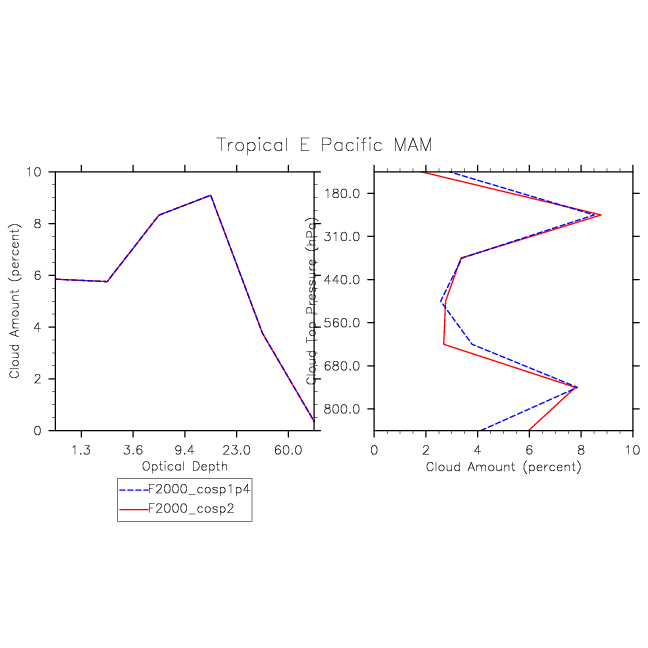 Tropical E Pacific MAM
Cloud Amount (percent)
10
8
6
4
2
0
1.3 3.6 9.4 23.0 60.0
Optical Depth
Cloud Top Pressure (hPa)
180.0
310.0
440.0
560.0
680.0
800.0
0 2 4 6 8 10
Cloud Amount (percent)
F2000_cosp1p4
F2000_cosp2